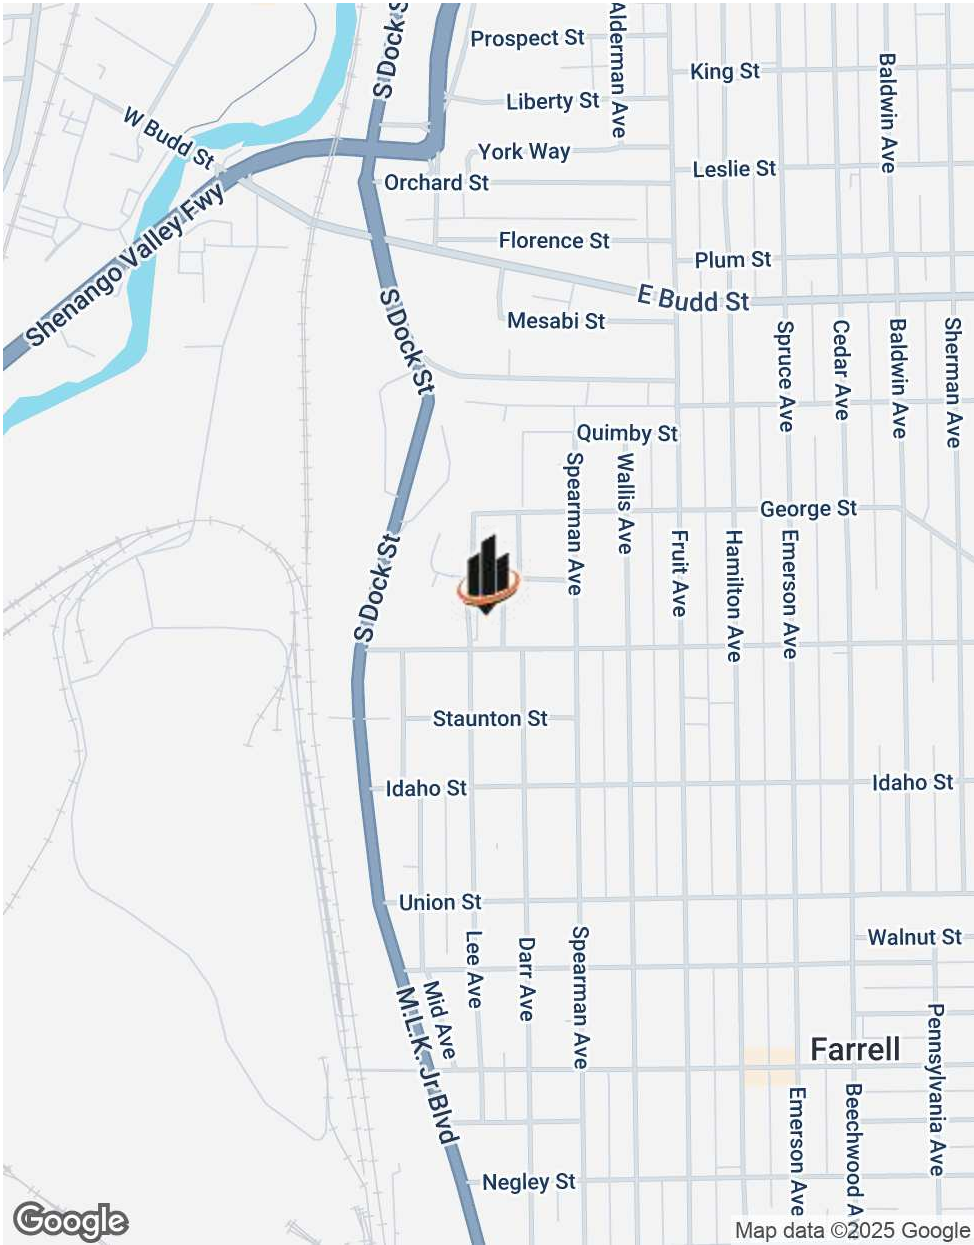 S Dock St
Alderman Ave
Prospect St
King St
Baldwin Ave
Liberty St
W Budd St
York Way
Leslie St
Orchard St
Shenango Valley Fwy
Florence St
Plum St
E Budd St
S Dock St
Mesabi St
Spruce Ave
Cedar Ave
Baldwin Ave
Sherman Ave
Quimby St
Spearman Ave
Wallis Ave
George St
S Dock St
Fruit Ave
Hamilton Ave
Emerson Ave
Staunton St
Idaho St
Idaho St
Union St
Lee Ave
Darr Ave
Spearman Ave
Walnut St
Mid Ave
M.L.K. Jr Blvd
Farrell
Pennsylvania Ave
Emerson Ave
Beechwood A
Negley St
Google
Map data ©2025 Google